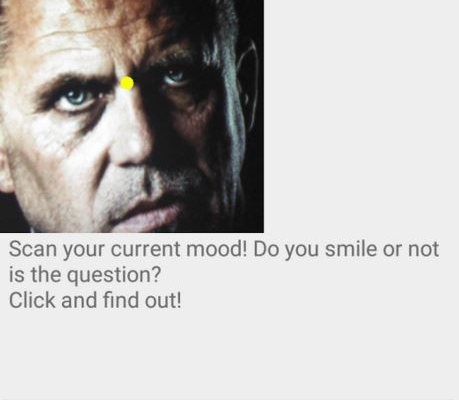 Scan your current mood! Do you smile or not
is the question?
Click and find out!